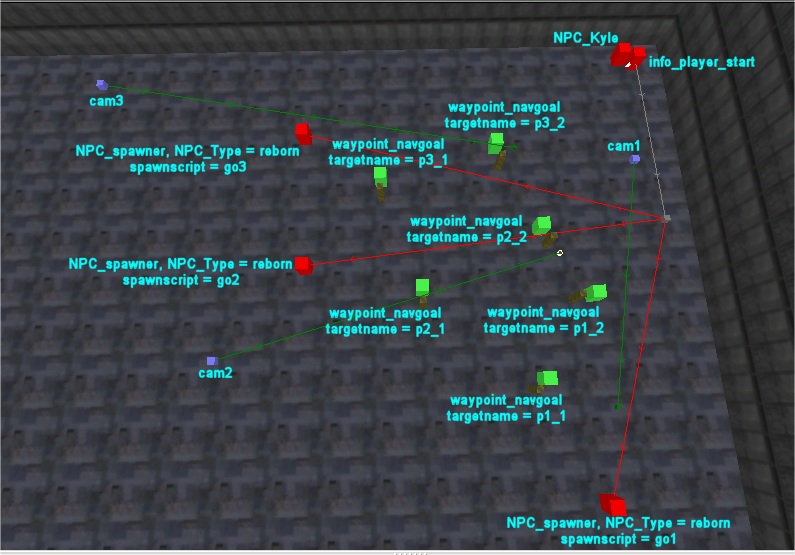 NPC_Kyle
info_player_start
cam3
waypoint_navgoal
targetname = p3_2
NPC_spawner, NPC_Type = reborn
spawnscript = go3
waypoint_navgoal
targetname = p3_1
cam1
waypoint_navgoal
targetname = p2_2
NPC_spawner, NPC_Type = reborn
spawnscript = go2
waypoint_navgoal
targetname = p2_1
waypoint_navgoal
targetname = p1_2
cam2
waypoint_navgoal
targetname = p1_1
NPC_spawner, NPC_Type = reborn
spawnscript = go1